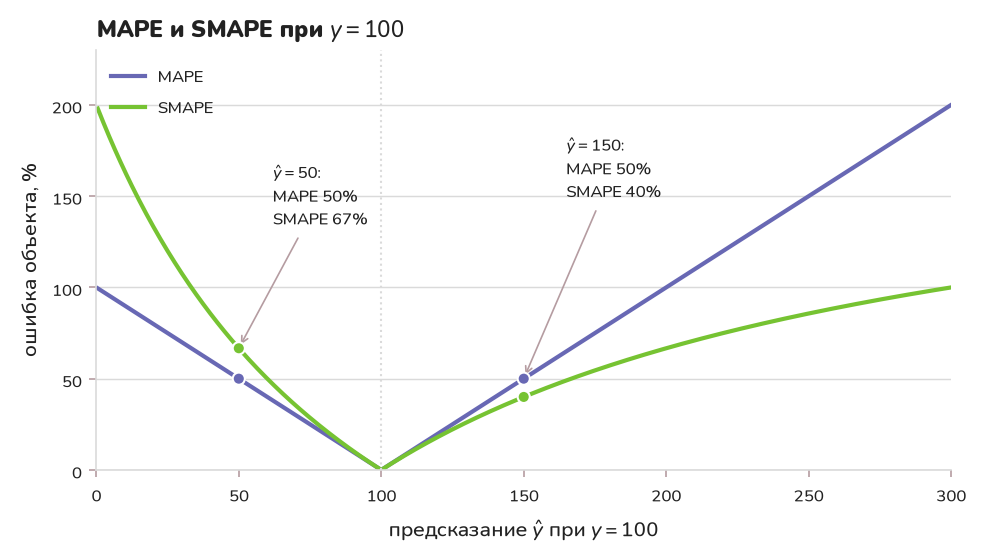 MAPE и SMAPE при y = 100
MAPE
SMAPE
ошибка объекта, %
200
150
100
50
0
ŷ = 50:
MAPE 50%
SMAPE 67%
ŷ = 150:
MAPE 50%
SMAPE 40%
0 50 100 150 200 250 300
предсказание ŷ при y = 100